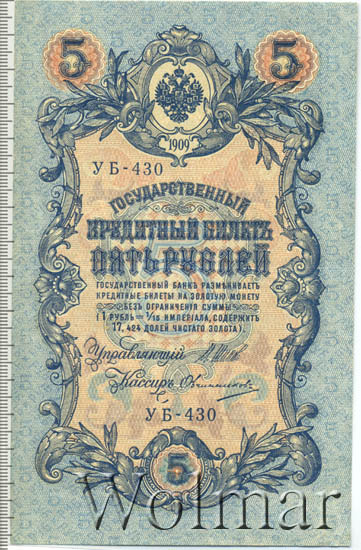 5 5
1909
УБ-430
ГОСУДАРСТВЕННЫЙ
КРЕДИТНЫЙ БИЛЕТЪ
ПЯТЬ РУБЛЕЙ
ГОСУДАРСТВЕННЫЙ БАНКЪ РАЗМѢНИВАЕТЪ
КРЕДИТНЫЕ БИЛЕТЫ НА ЗОЛОТУЮ МОНЕТУ
БЕЗЪ ОГРАНИЧЕНІЯ СУММЫ
(1 РУБЛЬ = 1/15 ИМПЕРІАЛА, СОДЕРЖИТЪ
17,424 ДОЛЕЙ ЧИСТАГО ЗОЛОТА).
Управляющій
Кассиръ Овчинниковъ
УБ-430
5
Wolmar